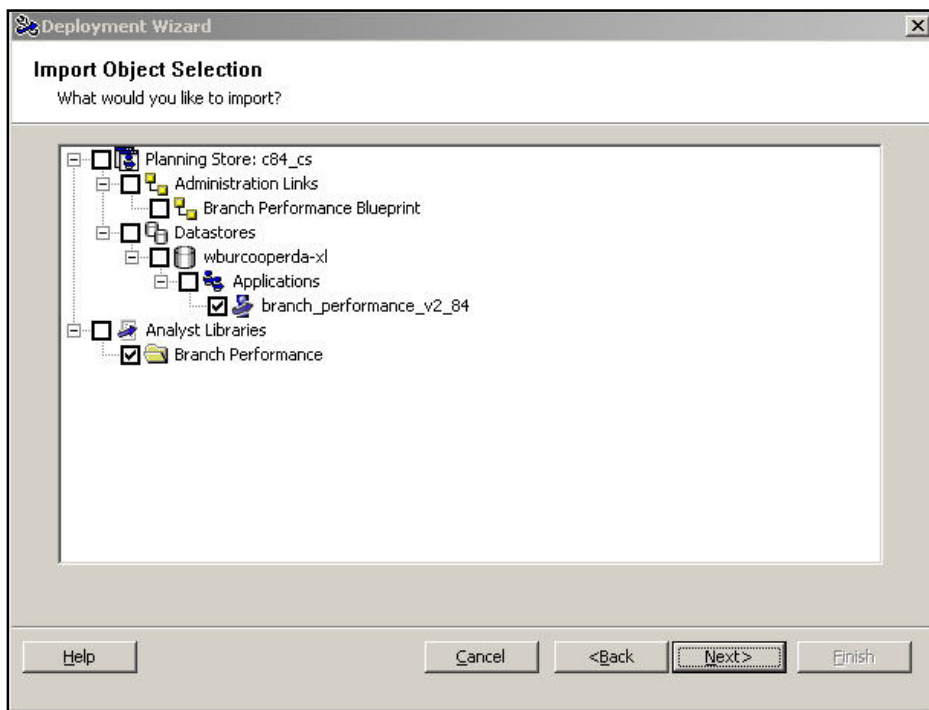 Deployment Wizard
Import Object Selection
What would you like to import?
Planning Store: c84_cs
Administration Links
Branch Performance Blueprint
Datastores
wburcooperda-xl
Applications
branch_performance_v2_84
Analyst Libraries
Branch Performance
Help Cancel <Back Next> Finish